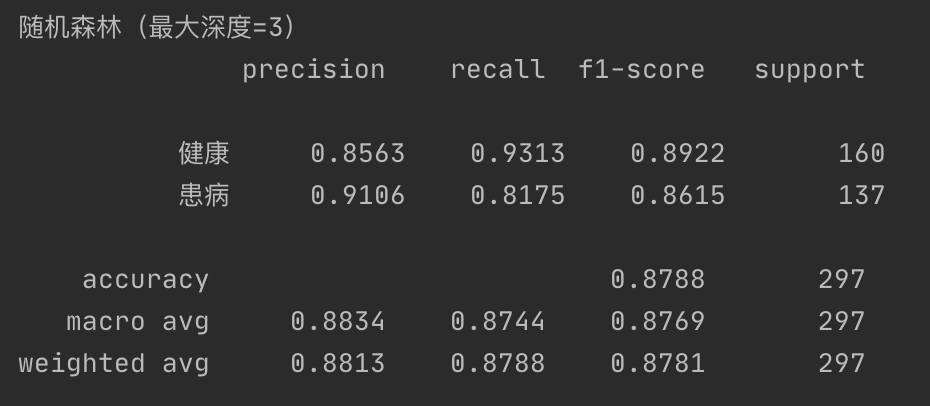 随机森林（最大深度=3）
precision recall f1-score support
健康 0.8563 0.9313 0.8922 160
患病 0.9106 0.8175 0.8615 137
accuracy 0.8788 297
macro avg 0.8834 0.8744 0.8769 297
weighted avg 0.8813 0.8788 0.8781 297